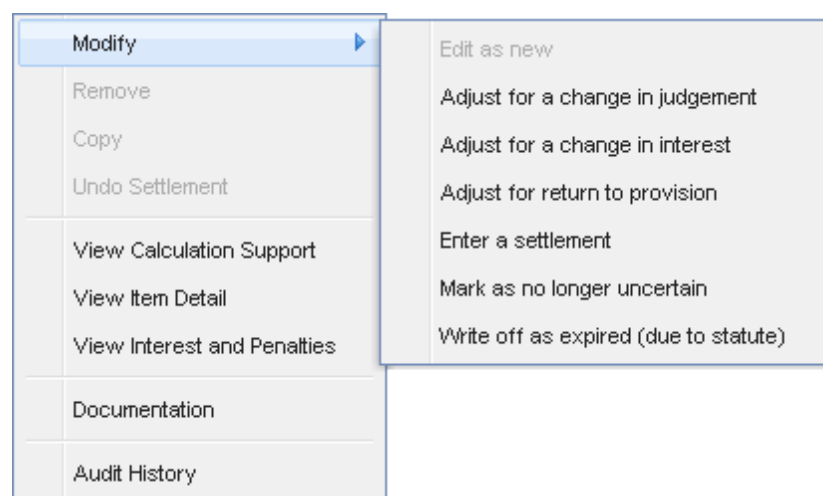 Modify
Remove
Copy
Undo Settlement
View Calculation Support
View Item Detail
View Interest and Penalties
Documentation
Audit History
Edit as new
Adjust for a change in judgement
Adjust for a change in interest
Adjust for return to provision
Enter a settlement
Mark as no longer uncertain
Write off as expired (due to statute)